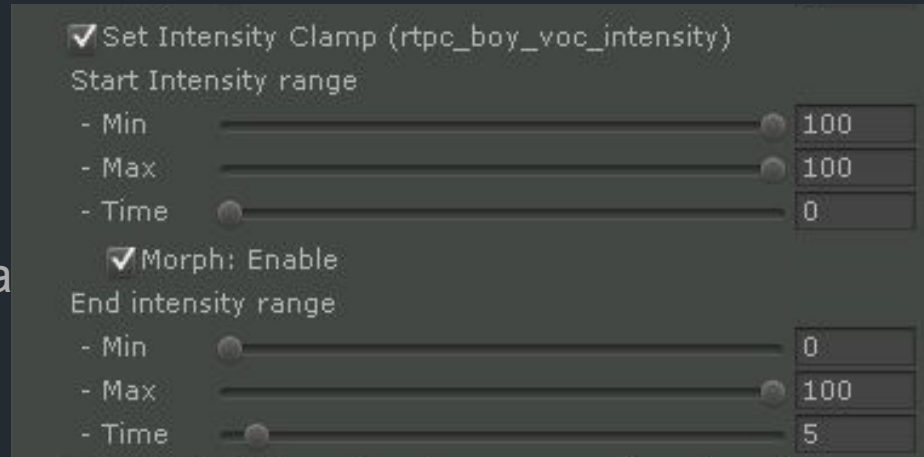 Set Intensity Clamp (rtpc_boy_voc_intensity)
Start Intensity range
- Min 100
- Max 100
- Time 0
Morph: Enable
a
End intensity range
- Min 0
- Max 100
- Time 5